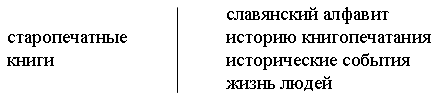 старопечатные
книги
славянский алфавит
историю книгопечатания
исторические события
жизнь людей